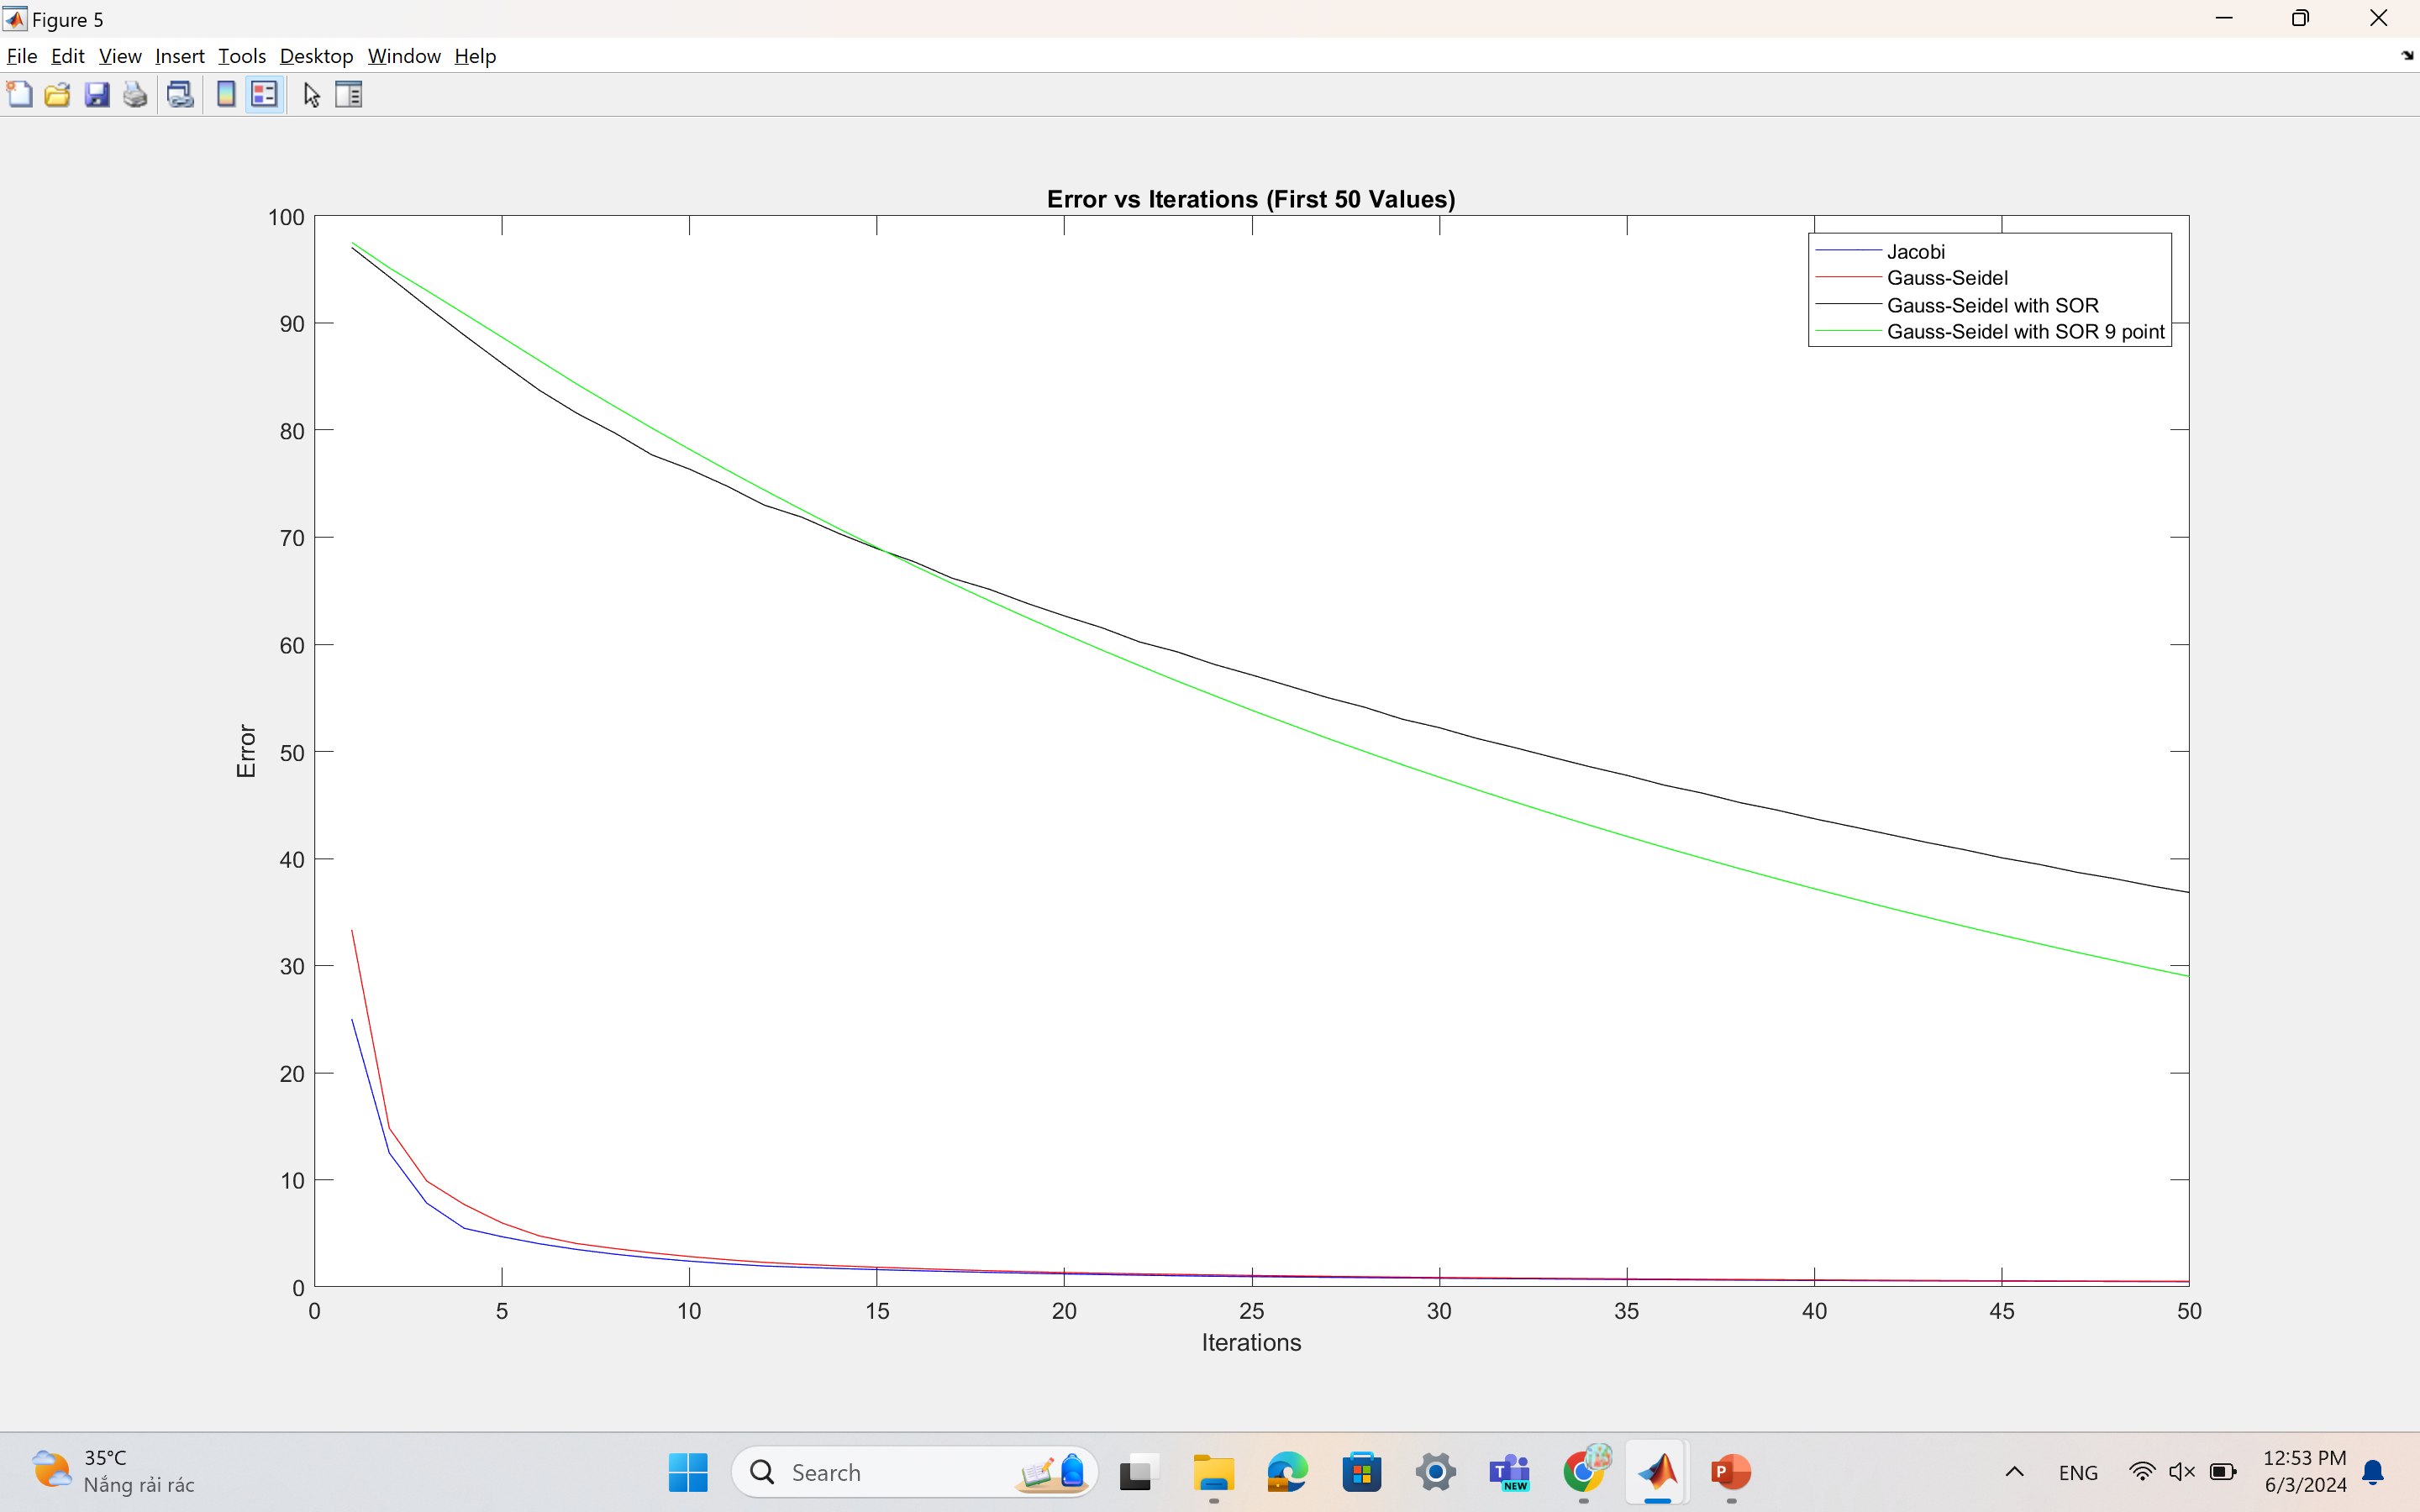 Figure 5
File Edit View Insert Tools Desktop Window Help
Error vs Iterations (First 50 Values)
100
90
80
70
60
50
40
30
20
10
0
Error
Jacobi
Gauss-Seidel
Gauss-Seidel with SOR
Gauss-Seidel with SOR 9 point
0 5 10 15 20 25 30 35 40 45 50
Iterations
35°C
Nắng rải rác
Search
T
NEW
P
ENG
12:53 PM
6/3/2024